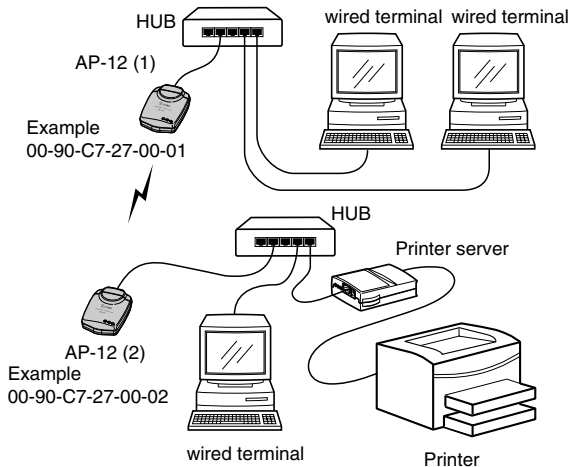 HUB
wired terminal
wired terminal
AP-12 (1)
Example
00-90-C7-27-00-01
HUB
Printer server
AP-12 (2)
Example
00-90-C7-27-00-02
wired terminal
Printer